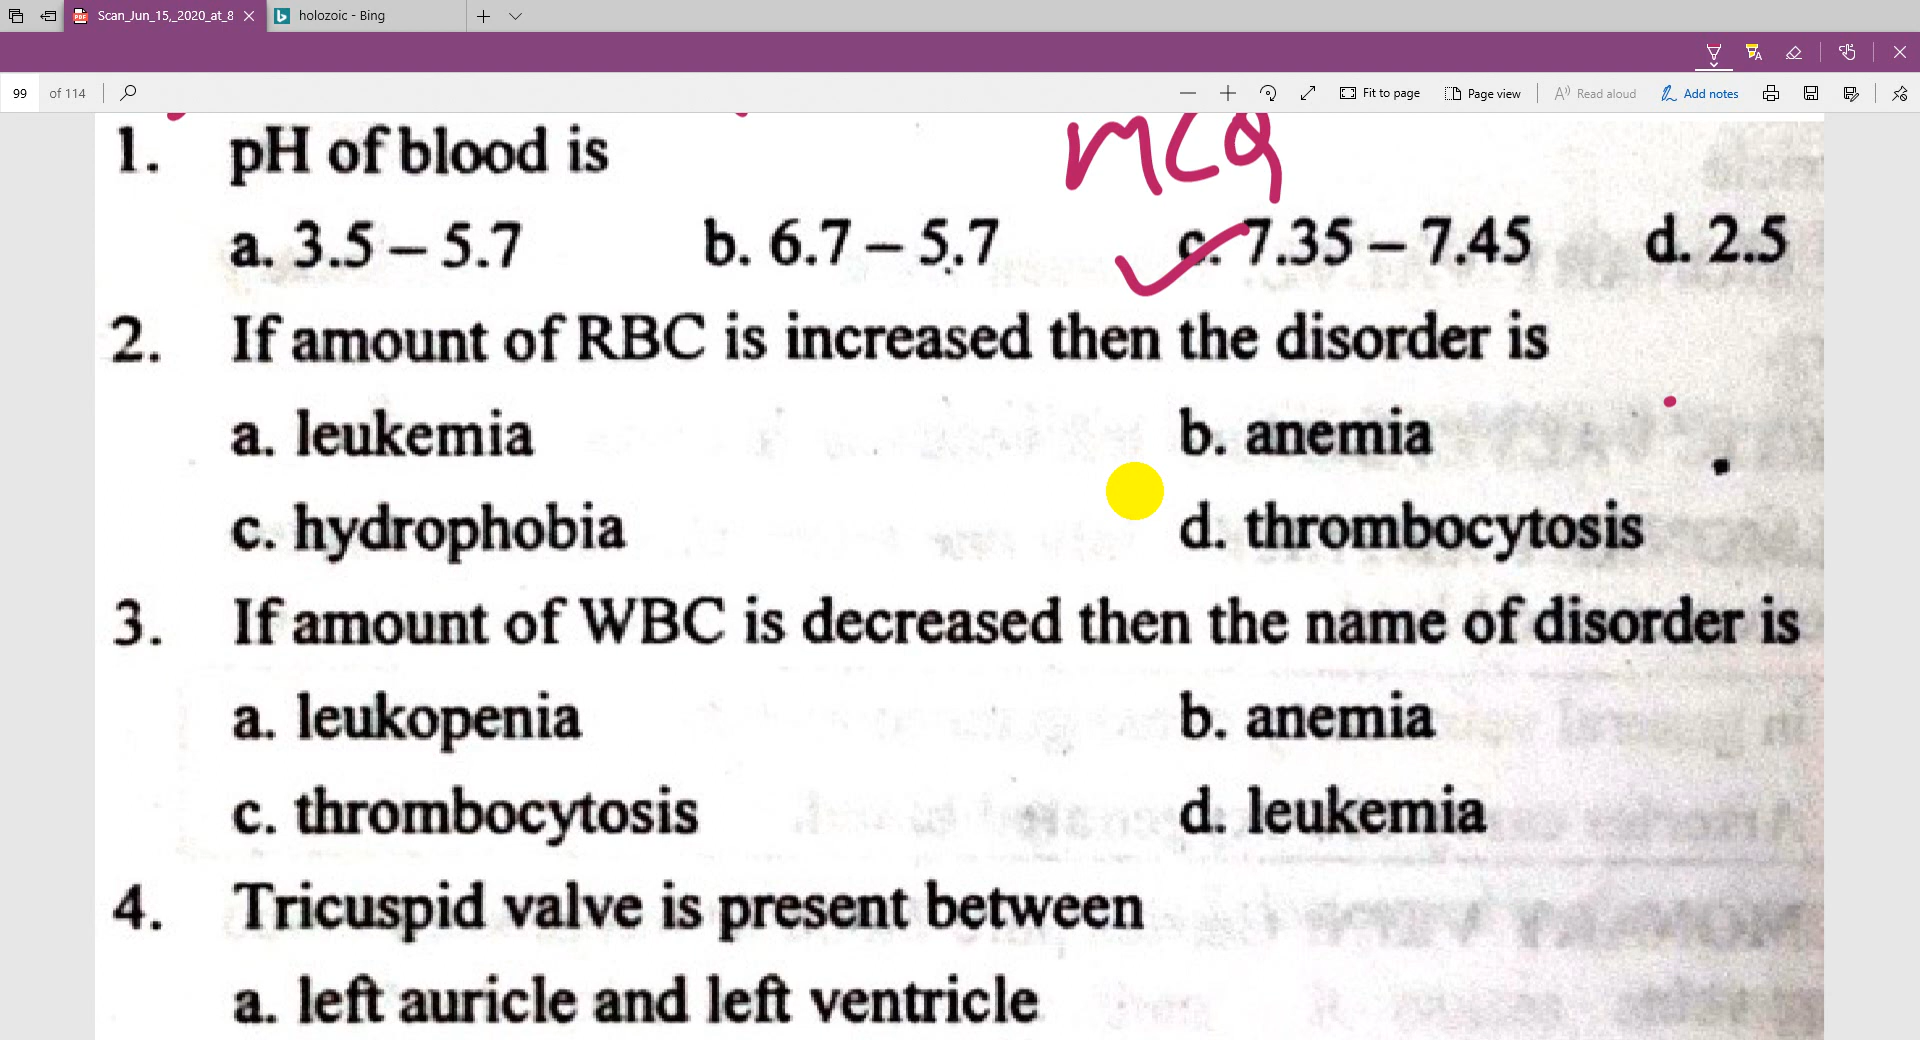 Scan_Jun_15,_2020_at_8
holozoic - Bing
99 of 114
Fit to page
Page view
Read aloud
Add notes
MCQ
1. pH of blood is
a. 3.5 – 5.7 b. 6.7 – 5.7 c. 7.35 – 7.45 d. 2.5
2. If amount of RBC is increased then the disorder is
a. leukemia b. anemia
c. hydrophobia d. thrombocytosis
3. If amount of WBC is decreased then the name of disorder is
a. leukopenia b. anemia
c. thrombocytosis d. leukemia
4. Tricuspid valve is present between
a. left auricle and left ventricle